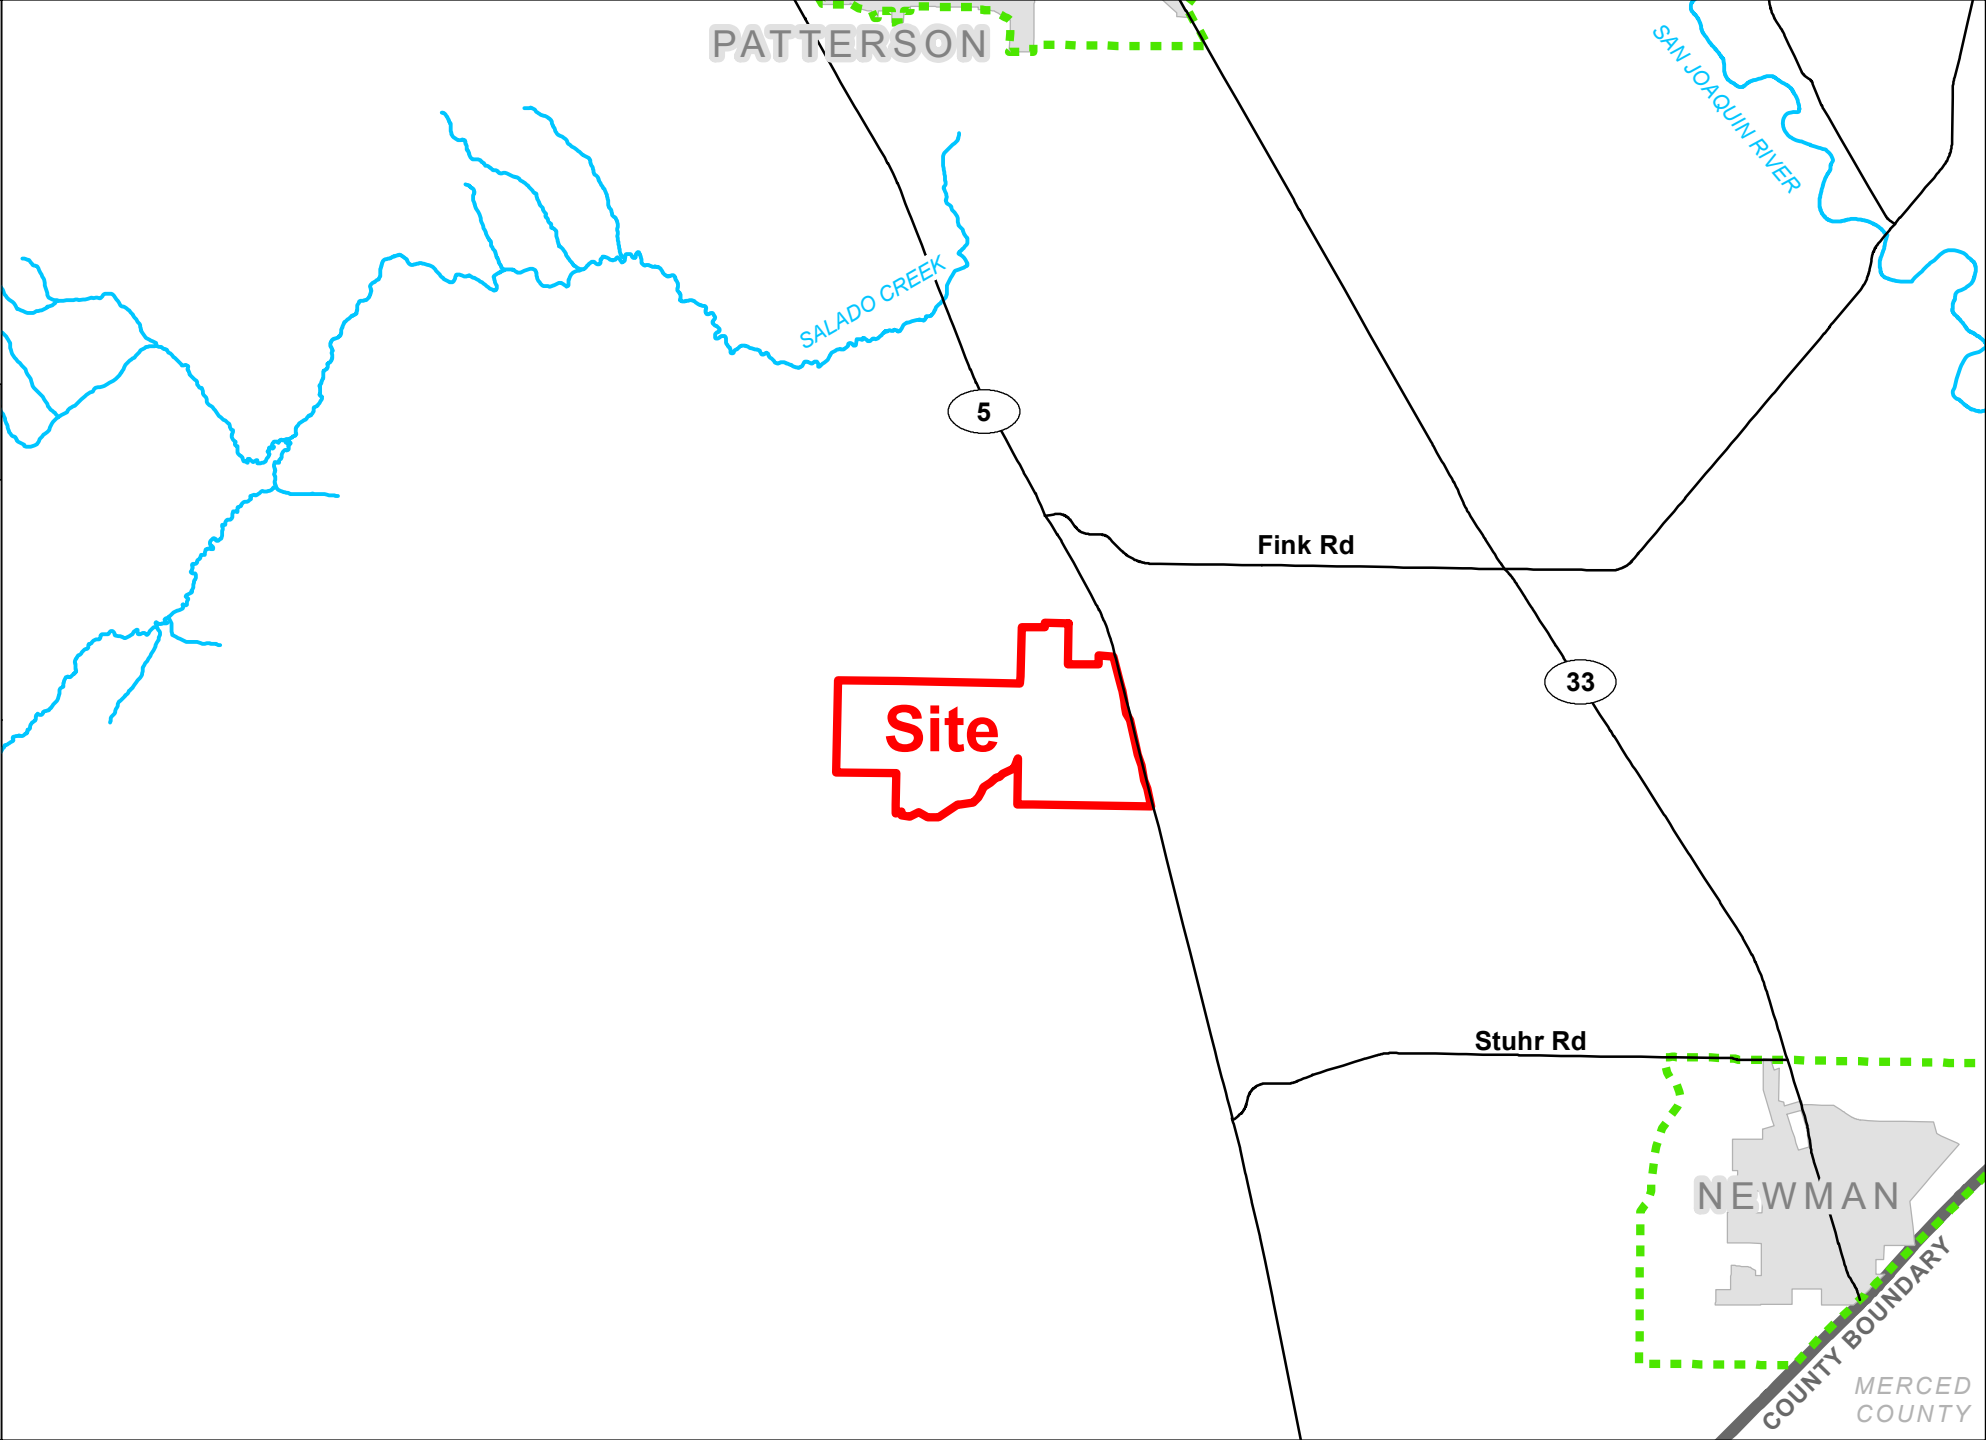 PATTERSON
SAN JOAQUIN RIVER
SALADO CREEK
5
Fink Rd
33
Site
Stuhr Rd
NEWMAN
COUNTY BOUNDARY
MERCED
COUNTY